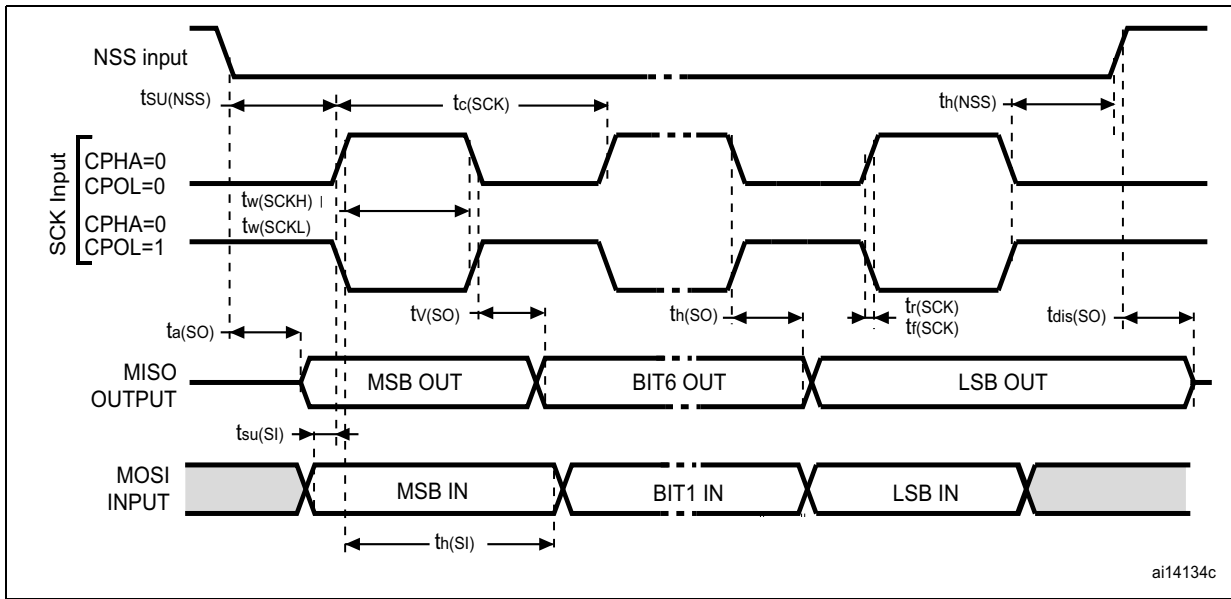 NSS input
tSU(NSS)
tc(SCK)
th(NSS)
SCK Input
CPHA=0
CPOL=0
tw(SCKH)
CPHA=0
tw(SCKL)
CPOL=1
ta(SO)
tV(SO)
th(SO)
tr(SCK)
tf(SCK)
tdis(SO)
MISO
OUTPUT
MSB OUT
BIT6 OUT
LSB OUT
tsu(SI)
MOSI
INPUT
MSB IN
BIT1 IN
LSB IN
th(SI)
ai14134c